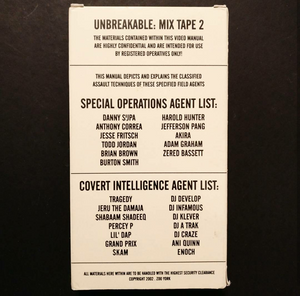 UNBREAKABLE: MIX TAPE 2
THE MATERIALS CONTAINED WITHIN THIS VIDEO MANUAL
ARE HIGHLY CONFIDENTIAL AND ARE INTENDED FOR USE
BY REGISTERED OPERATIVES ONLY!
THIS MANUAL DEPICTS AND EXPLAINS THE CLASSIFIED
ASSAULT TECHNIQUES OF THESE SPECIFIED FIELD AGENTS
SPECIAL OPERATIONS AGENT LIST:
DANNY SUPA
ANTHONY CORREA
JESSE FRITSCH
TODD JORDAN
BRIAN BROWN
BURTON SMITH
HAROLD HUNTER
JEFFERSON PANG
AKIRA
ADAM GRAHAM
ZERED BASSETT
COVERT INTELLIGENCE AGENT LIST:
TRAGEDY
JERU THE DAMAJA
SHABAAM SHADEEQ
PERCEY P
LIL' DAP
GRAND PRIX
SKAM
DJ DEVELOP
DJ INFAMOUS
DJ KLEVER
DJ A TRAK
DJ CRAZE
ANI QUINN
ENOCH
ALL MATERIALS HERE WITHIN ARE TO BE HANDLED WITH THE HIGHEST SECURITY CLEARANCE
COPYRIGHT 2002 ZOO YORK